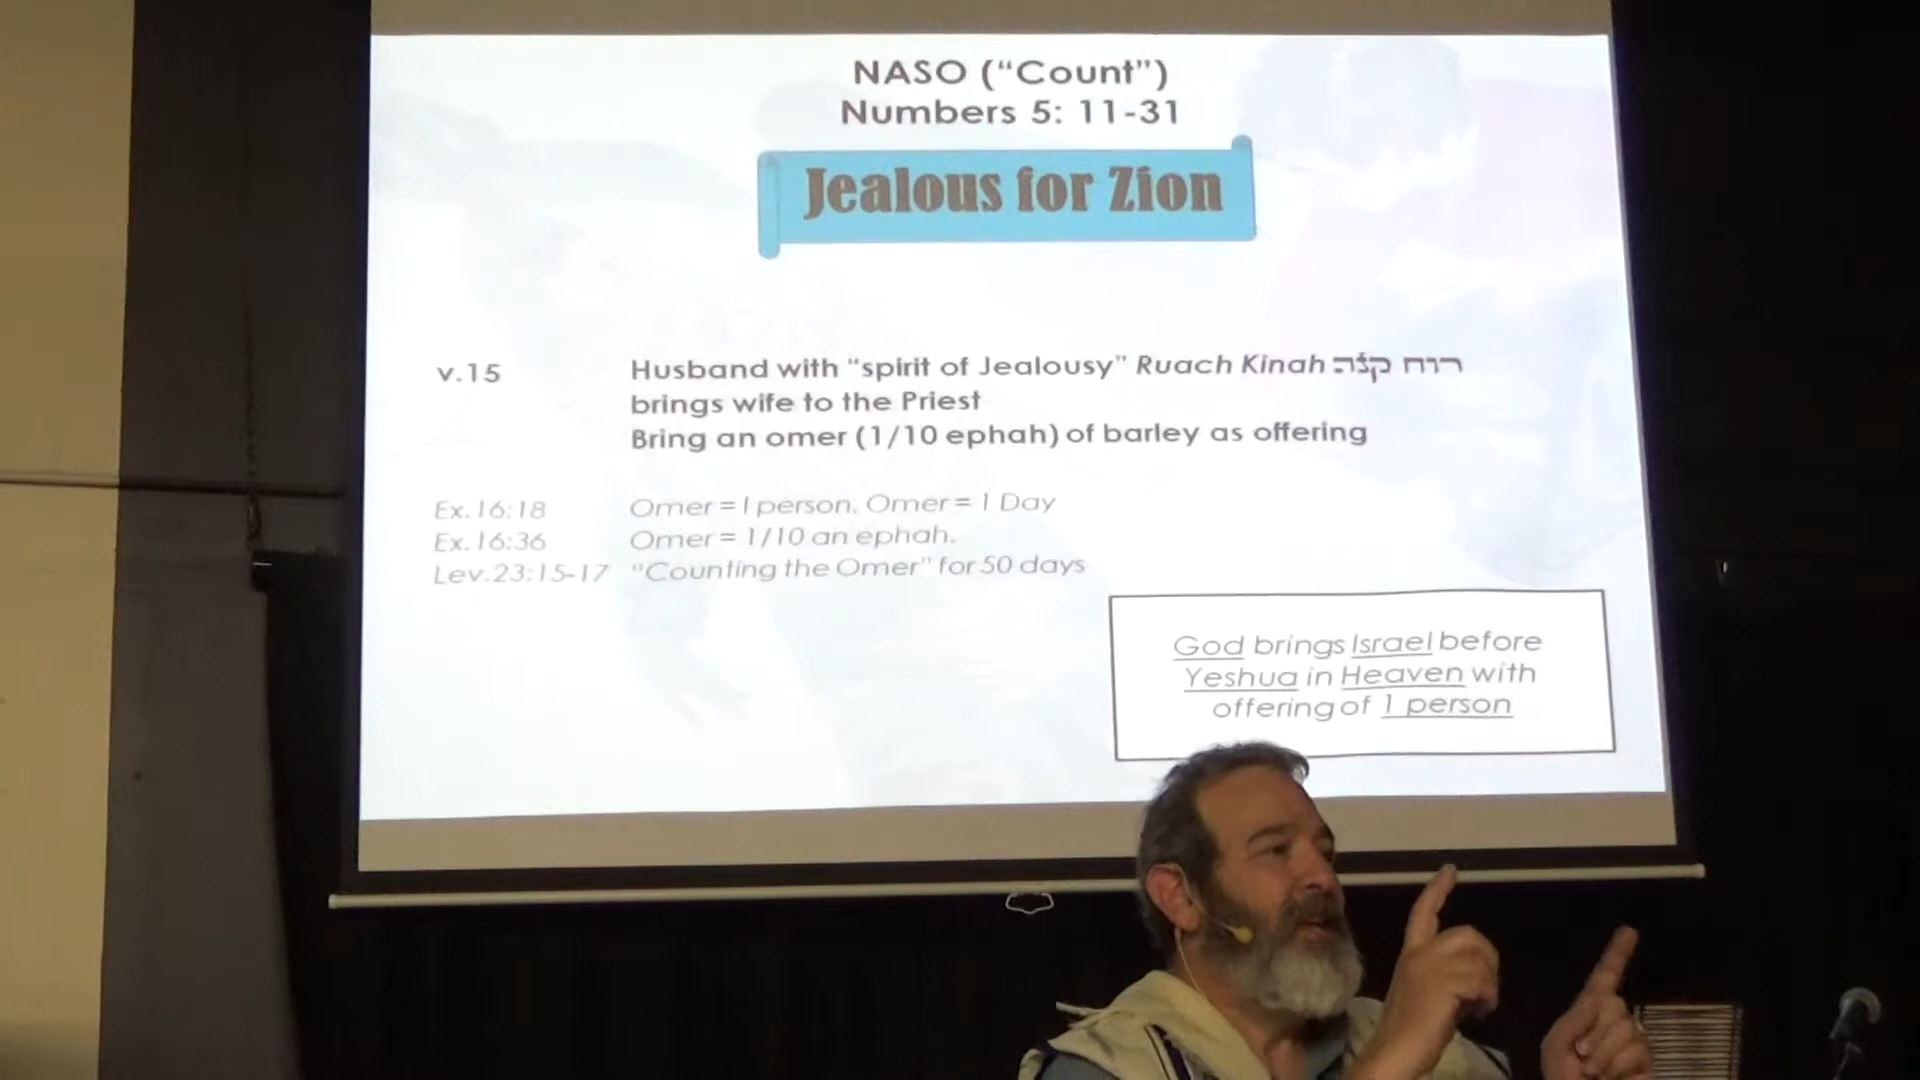 NASO (“Count”)
Numbers 5: 11-31
Jealous for Zion
v.15 Husband with “spirit of Jealousy” Ruach Kinah רוח קנאה
brings wife to the Priest
Bring an omer (1/10 ephah) of barley as offering
Ex.16:18 Omer = 1 person, Omer = 1 Day
Ex.16:36 Omer = 1/10 an ephah.
Lev.23:15-17 “Counting the Omer” for 50 days
God brings Israel before
Yeshua in Heaven with
offering of 1 person